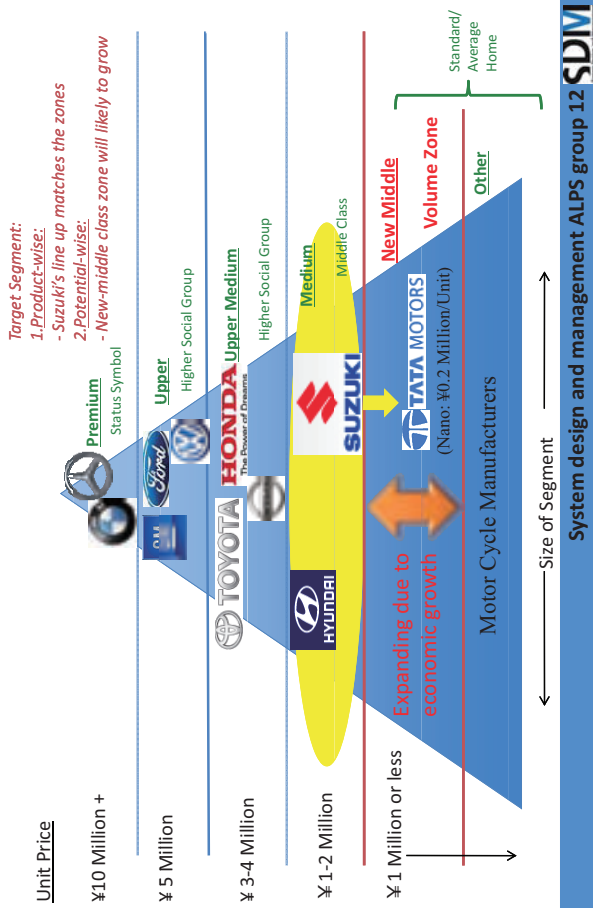 Unit Price
Target Segment:
1.Product-wise:
- Suzuki's line up matches the zones
2.Potential-wise:
- New-middle class zone will likely to grow
¥10 Million +
Premium
Status Symbol
¥ 5 Million
GM
Ford
Upper
Higher Social Group
¥ 3-4 Million
TOYOTA
HONDA
The Power of Dreams
Upper Medium
Higher Social Group
¥1-2 Million
HYUNDAI
SUZUKI
Medium
Middle Class
¥1 Million or less
Expanding due to
economic growth
TATA MOTORS
(Nano: ¥0.2 Million/Unit)
New Middle
Volume Zone
Standard/
Average
Home
Motor Cycle Manufacturers
Other
Size of Segment
System design and management ALPS group 12
SDM